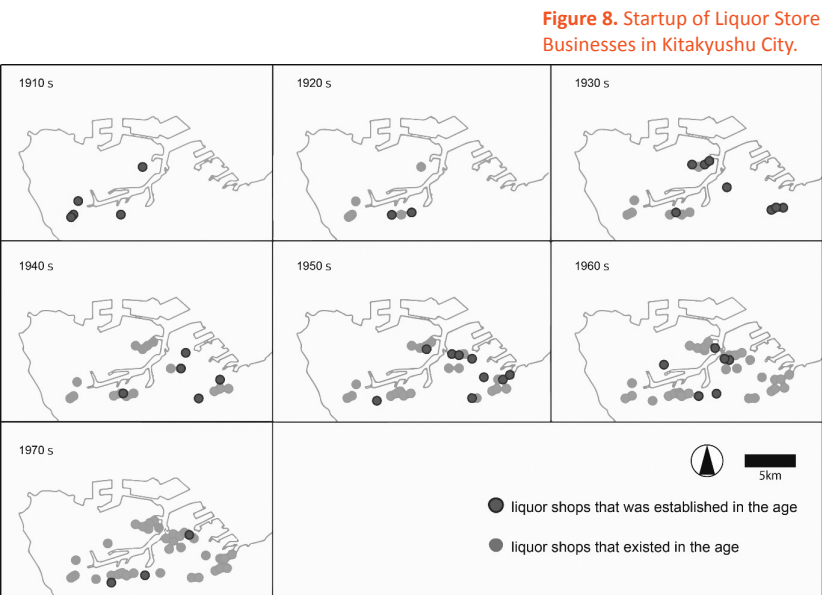 Figure 8. Startup of Liquor Store
Businesses in Kitakyushu City.
1910 s
1920 s
1930 s
1940 s
1950 s
1960 s
1970 s
5km
liquor shops that was established in the age
liquor shops that existed in the age